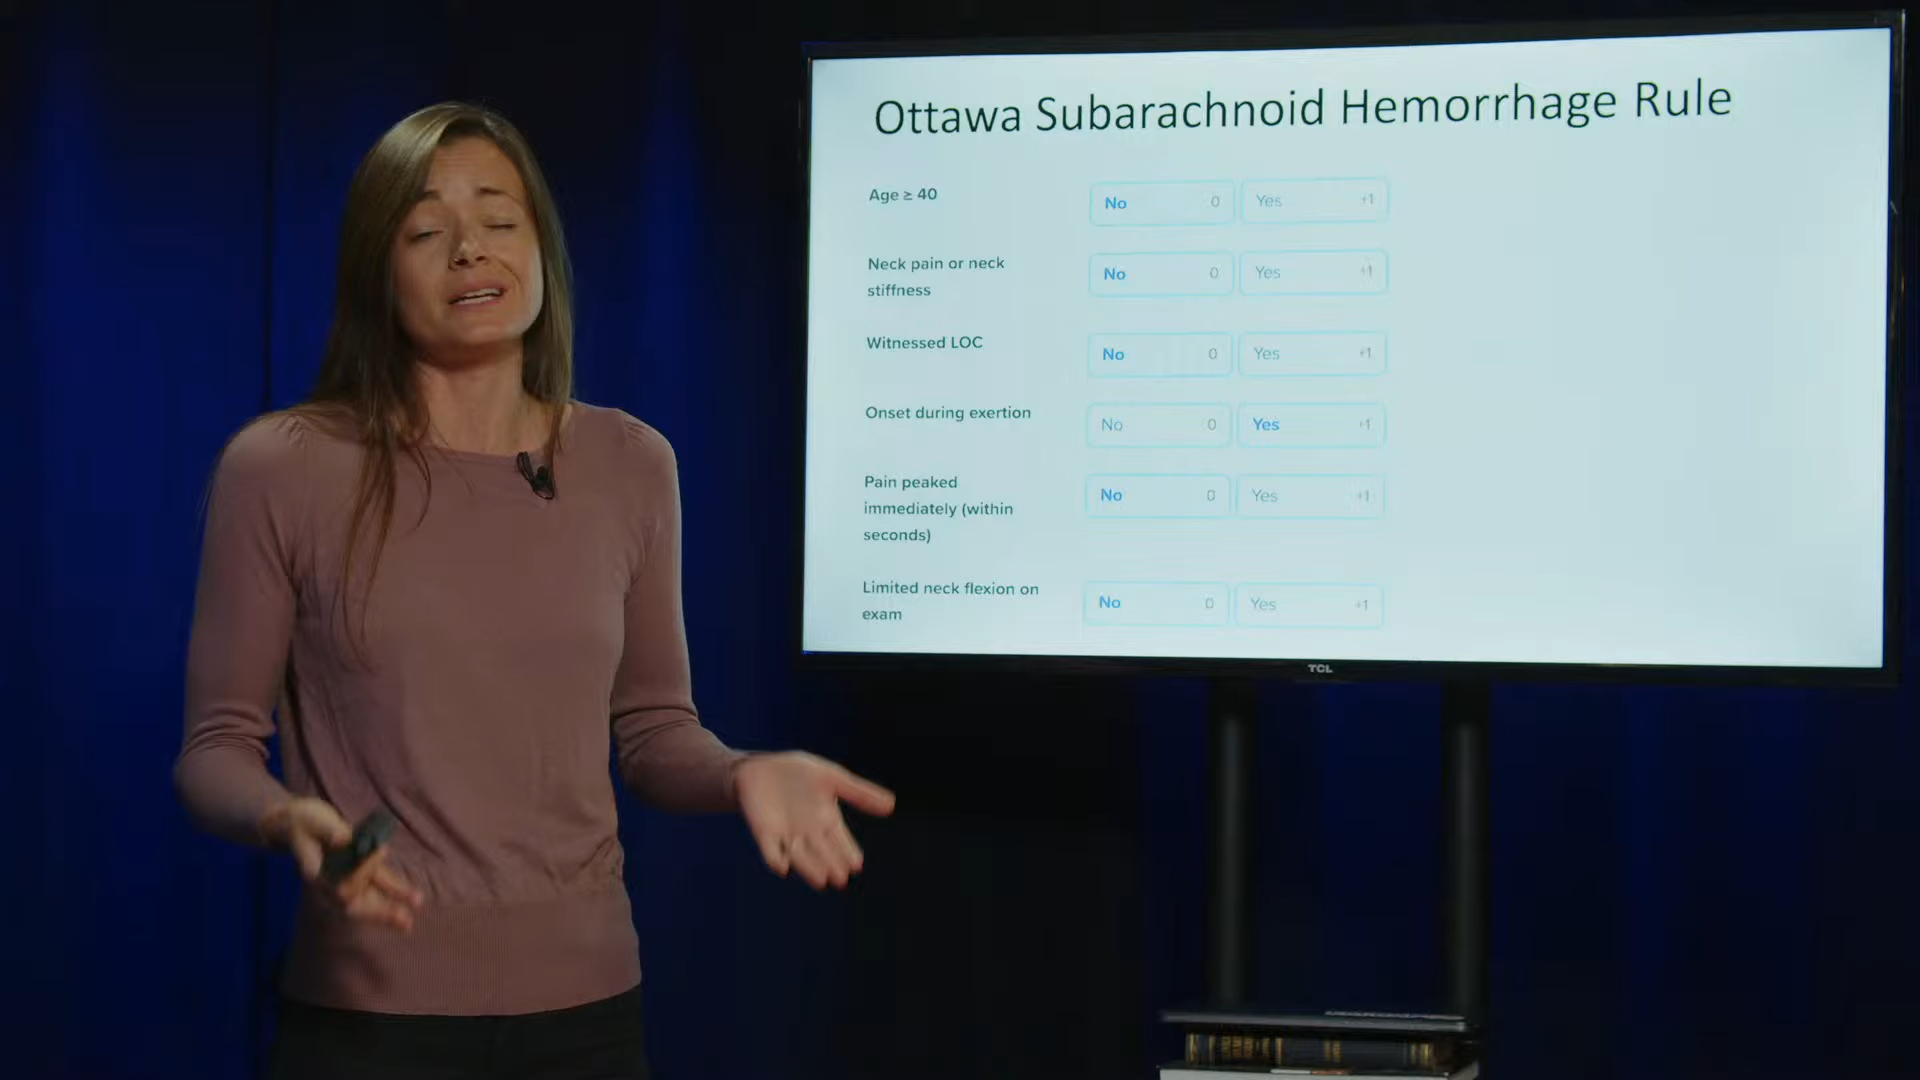 Ottawa Subarachnoid Hemorrhage Rule
Age ≥ 40
No 0 Yes +1
Neck pain or neck
stiffness
No 0 Yes +1
Witnessed LOC
No 0 Yes +1
Onset during exertion
No 0 Yes +1
Pain peaked
immediately (within
seconds)
No 0 Yes +1
Limited neck flexion on
exam
No 0 Yes +1
TCL